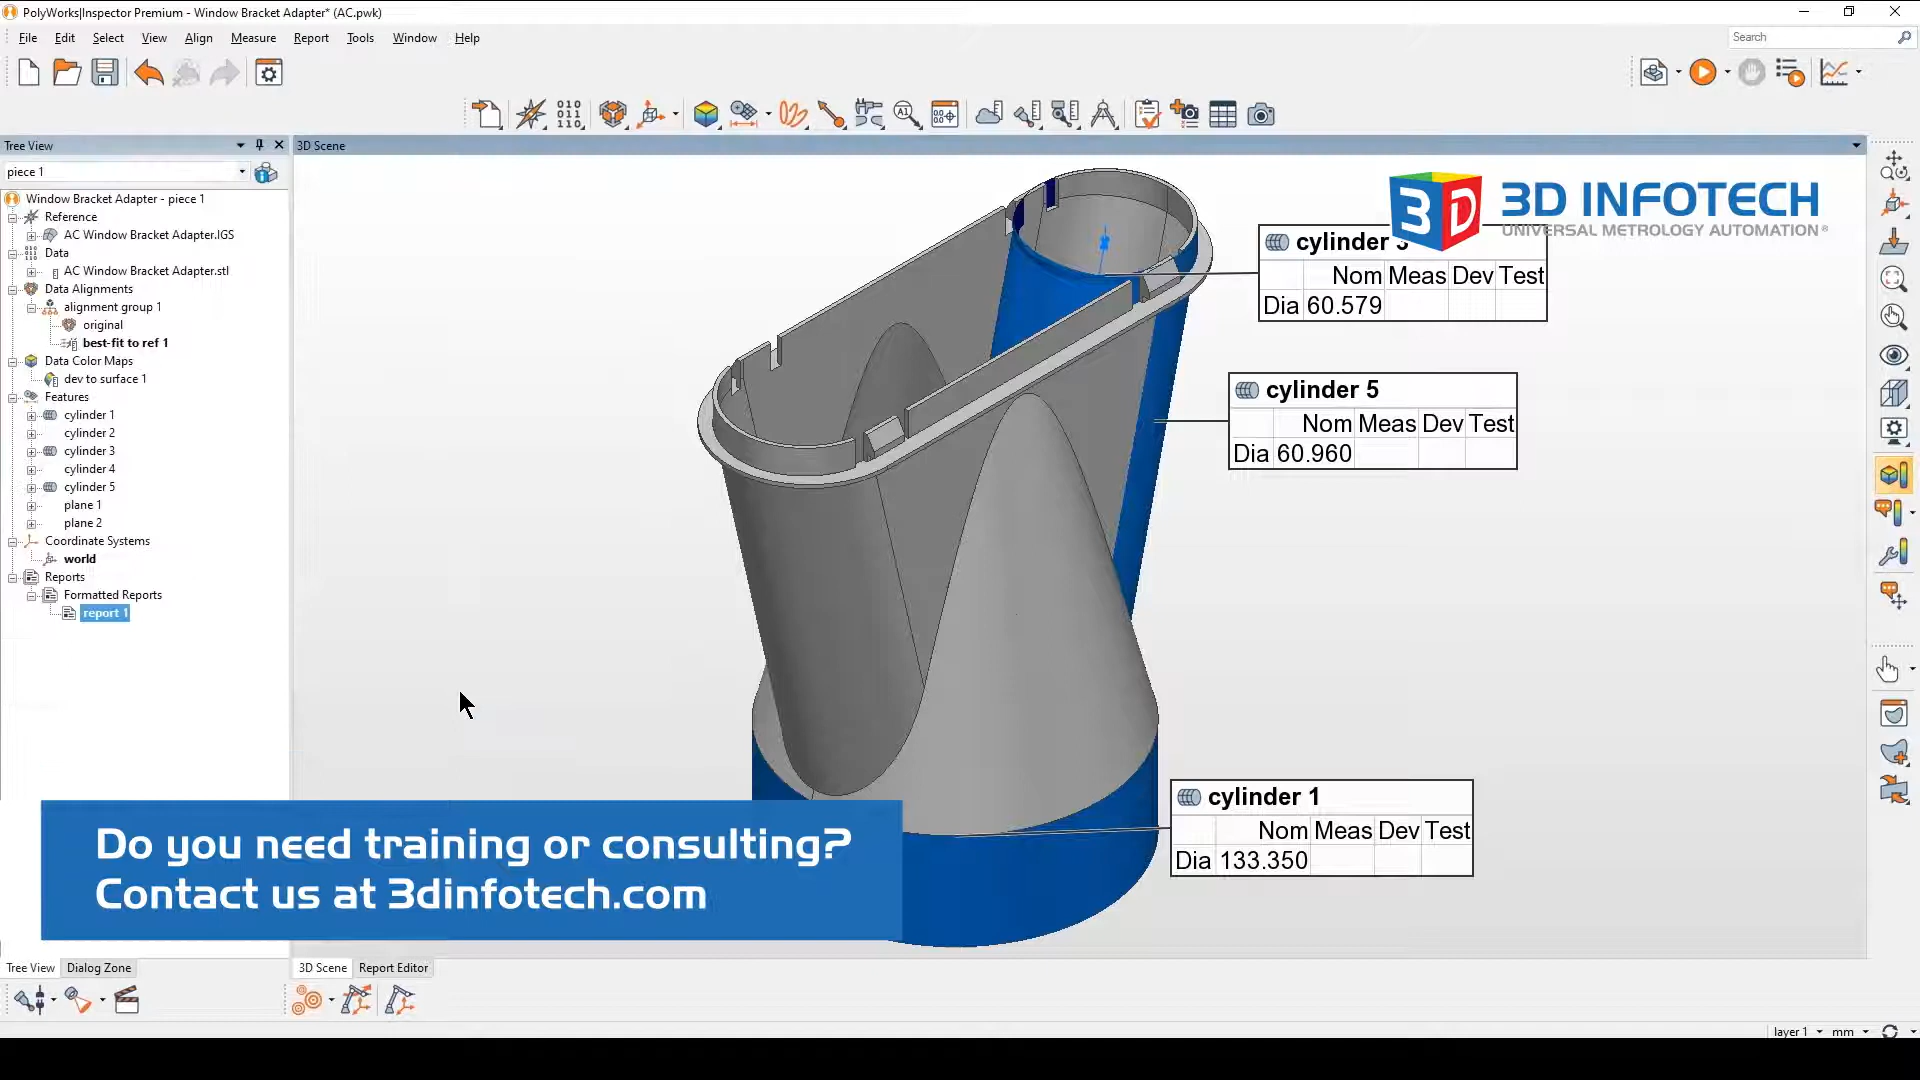 PolyWorks|Inspector Premium - Window Bracket Adapter* (AC.pwk)
File Edit Select View Align Measure Report Tools Window Help
Search
Tree View
3D Scene
piece 1
Window Bracket Adapter - piece 1
Reference
AC Window Bracket Adapter.IGS
Data
AC Window Bracket Adapter.stl
Data Alignments
alignment group 1
original
best-fit to ref 1
Data Color Maps
dev to surface 1
Features
cylinder 1
cylinder 2
cylinder 3
cylinder 4
cylinder 5
plane 1
plane 2
Coordinate Systems
world
Reports
Formatted Reports
report 1
3D INFOTECH
UNIVERSAL METROLOGY AUTOMATION®
cylinder 3
Nom Meas Dev Test
Dia 60.579
cylinder 5
Nom Meas Dev Test
Dia 60.960
cylinder 1
Nom Meas Dev Test
Dia 133.350
Do you need training or consulting?
Contact us at 3dinfotech.com
Tree View Dialog Zone
3D Scene Report Editor
layer 1 mm